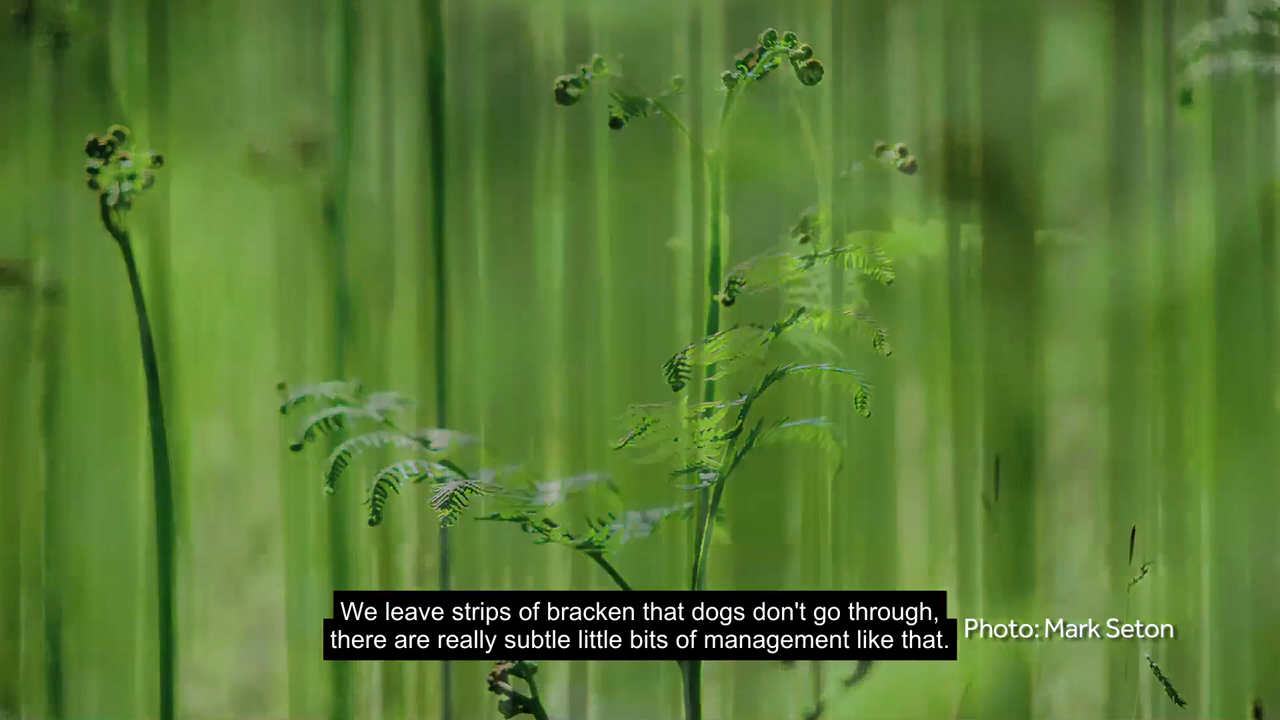 We leave strips of bracken that dogs don't go through,
there are really subtle little bits of management like that.
Photo: Mark Seton